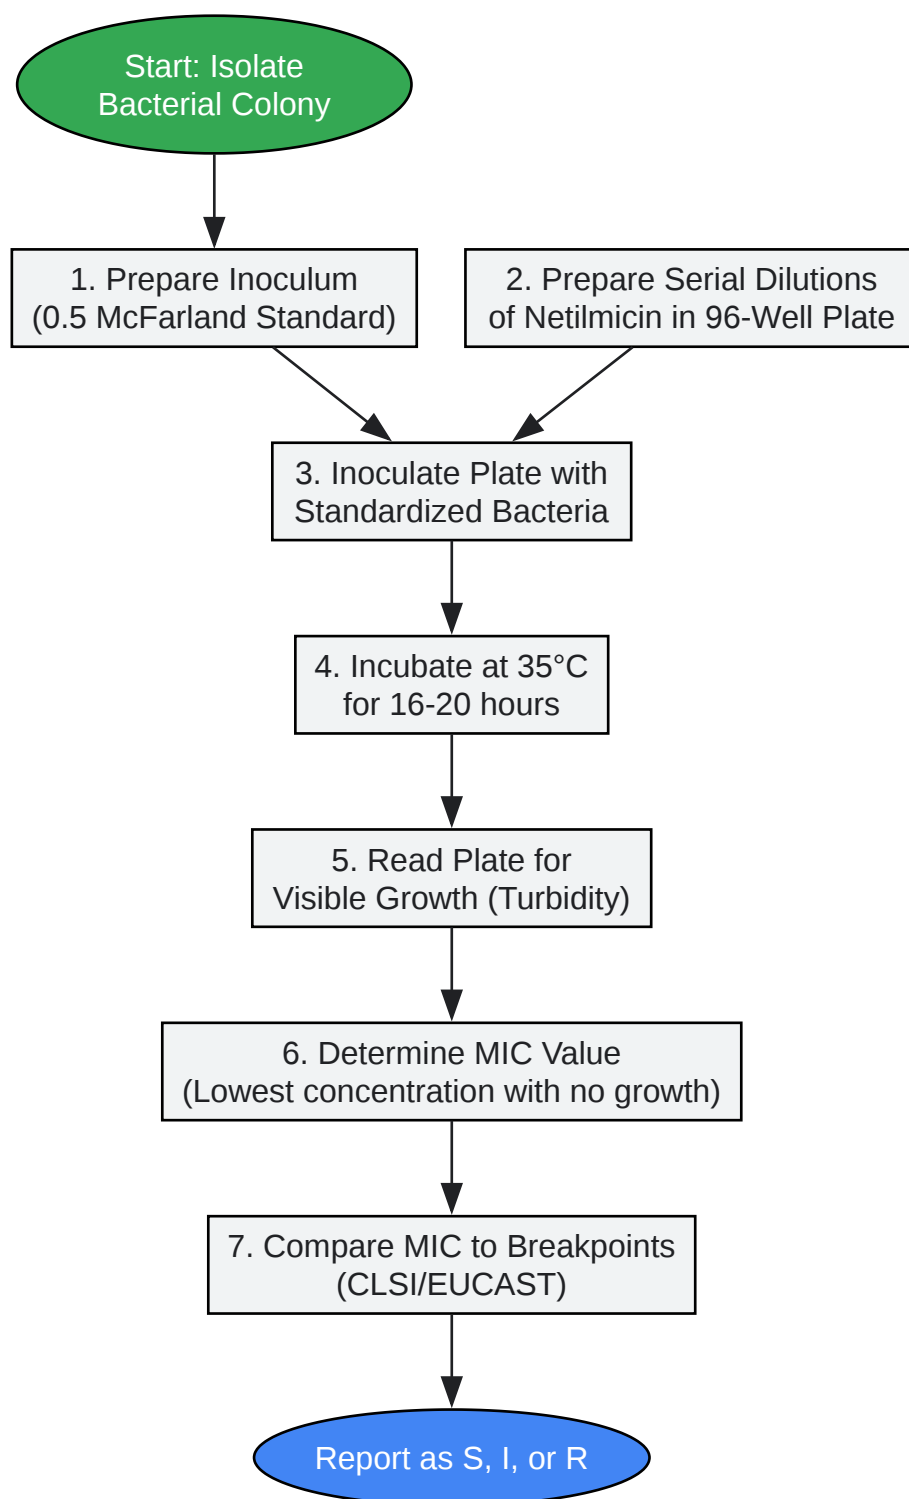 Start: Isolate
Bacterial Colony
1. Prepare Inoculum
(0.5 McFarland Standard)
2. Prepare Serial Dilutions
of Netilmicin in 96-Well Plate
3. Inoculate Plate with
Standardized Bacteria
4. Incubate at 35°C
for 16-20 hours
5. Read Plate for
Visible Growth (Turbidity)
6. Determine MIC Value
(Lowest concentration with no growth)
7. Compare MIC to Breakpoints
(CLSI/EUCAST)
Report as S, I, or R